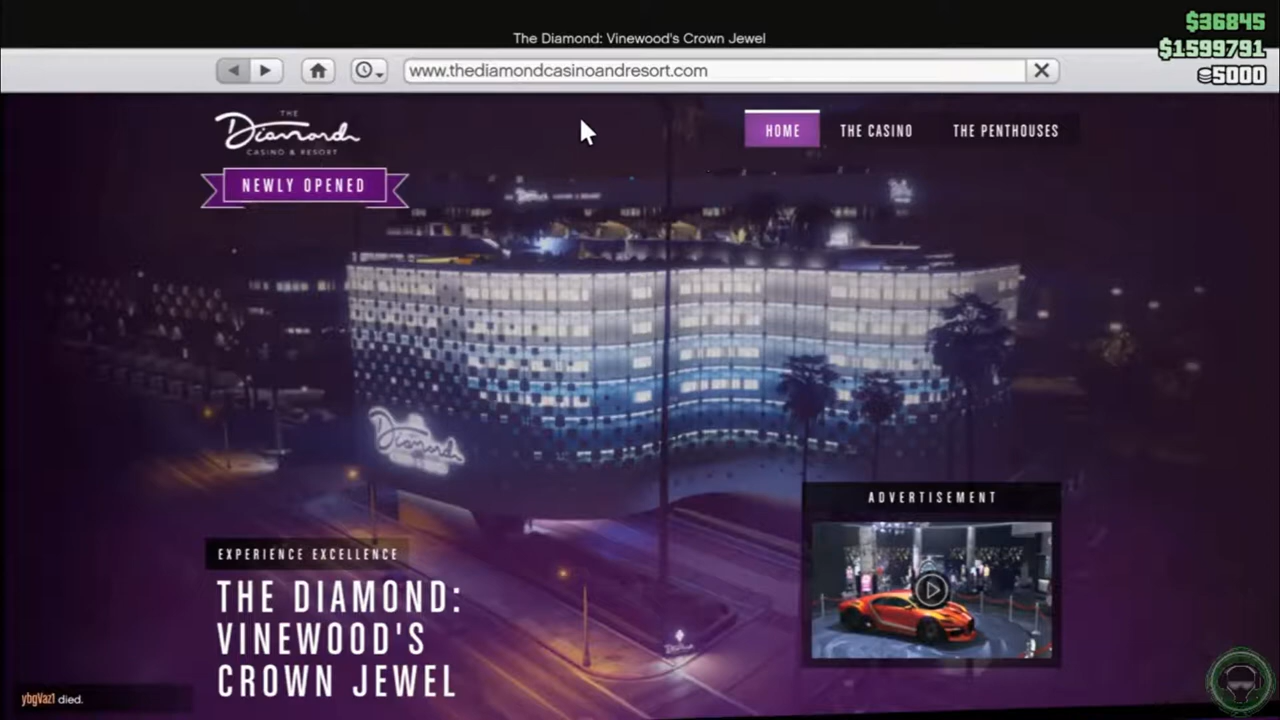 $36845
The Diamond: Vinewood's Crown Jewel
$1599791
www.thediamondcasinoandresort.com
5000
THE
Diamond
CASINO & RESORT
HOME
THE CASINO
THE PENTHOUSES
NEWLY OPENED
Diamond
ADVERTISEMENT
EXPERIENCE EXCELLENCE
THE DIAMOND:
VINEWOOD'S
CROWN JEWEL
ybgVaz1 died.